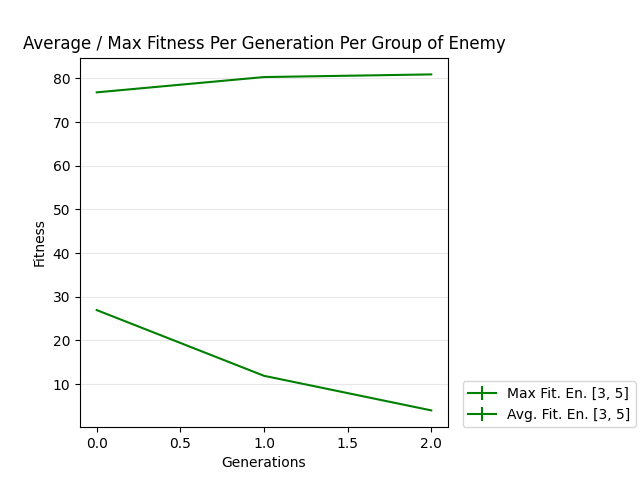 Average / Max Fitness Per Generation Per Group of Enemy
80
70
60
50
40
30
20
10
Fitness
0.0 0.5 1.0 1.5 2.0
Generations
Max Fit. En. [3, 5]
Avg. Fit. En. [3, 5]